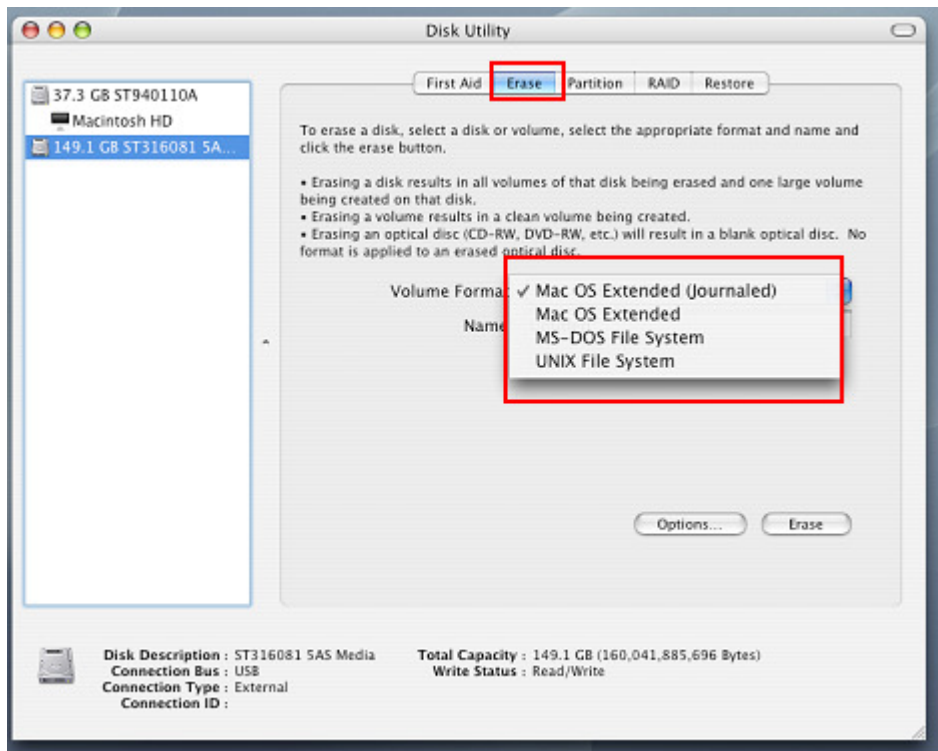 Disk Utility
37.3 GB ST940110A
Macintosh HD
149.1 GB ST316081 5A...
First Aid Erase Partition RAID Restore
To erase a disk, select a disk or volume, select the appropriate format and name and
click the erase button.
• Erasing a disk results in all volumes of that disk being erased and one large volume
being created on that disk.
• Erasing a volume results in a clean volume being created.
• Erasing an optical disc (CD-RW, DVD-RW, etc.) will result in a blank optical disc. No
format is applied to an erased optical disc.
Volume Format
✓ Mac OS Extended (Journaled)
Mac OS Extended
MS-DOS File System
UNIX File System
Name
Options... Erase
Disk Description : ST316081 5AS Media
Connection Bus : USB
Connection Type : External
Connection ID :
Total Capacity : 149.1 GB (160,041,885,696 Bytes)
Write Status : Read/Write